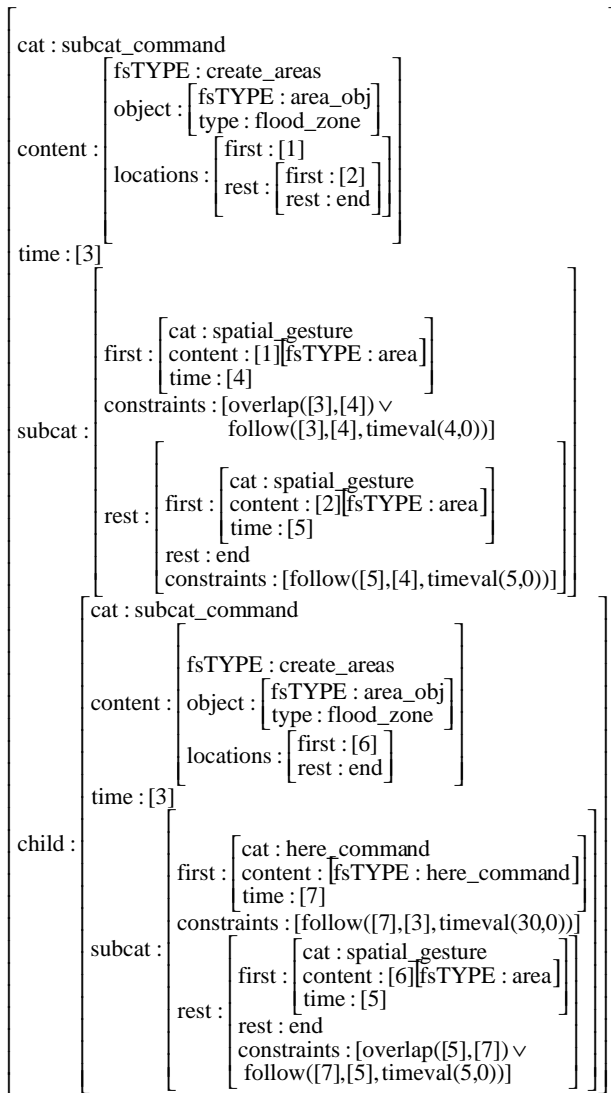 cat : subcat_command
content :
fsTYPE : create_areas
object :
fsTYPE : area_obj
type : flood_zone
locations :
first : [1]
rest :
first : [2]
rest : end
time : [3]
subcat :
first :
cat : spatial_gesture
content : [1][fsTYPE : area]
time : [4]
constraints : [overlap([3],[4]) ∨
follow([3],[4], timeval(4,0))]
rest :
first :
cat : spatial_gesture
content : [2][fsTYPE : area]
time : [5]
rest : end
constraints : [follow([5],[4], timeval(5,0))]
child :
cat : subcat_command
content :
fsTYPE : create_areas
object :
fsTYPE : area_obj
type : flood_zone
locations :
first : [6]
rest : end
time : [3]
subcat :
first :
cat : here_command
content : [fsTYPE : here_command]
time : [7]
constraints : [follow([7],[3], timeval(30,0))]
rest :
first :
cat : spatial_gesture
content : [6][fsTYPE : area]
time : [5]
rest : end
constraints : [overlap([5],[7]) ∨
follow([7],[5], timeval(5,0))]